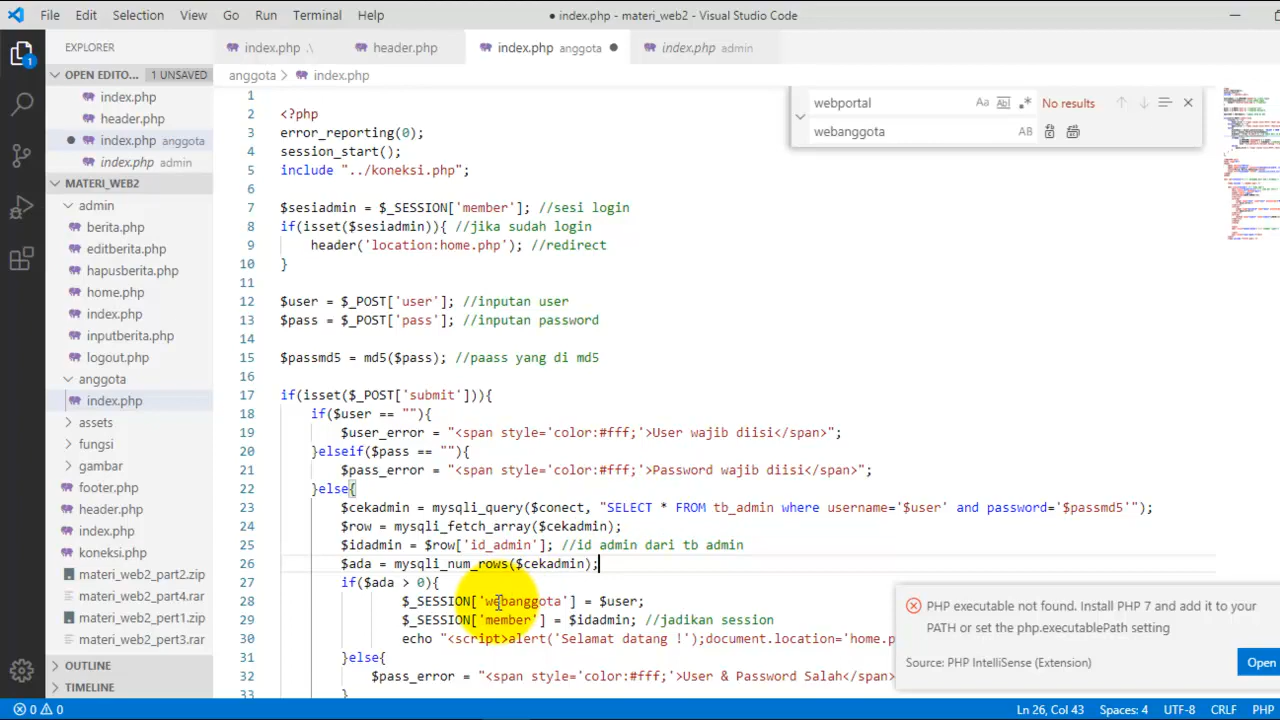 File Edit Selection View Go Run Terminal Help
● index.php - materi_web2 - Visual Studio Code
EXPLORER
OPEN EDITO... 1 UNSAVED
index.php
header.php
index.php anggota
index.php admin
MATERI_WEB2
admin
berita.php
editberita.php
hapusberita.php
home.php
index.php
inputberita.php
logout.php
anggota
index.php
assets
fungsi
gambar
footer.php
header.php
index.php
koneksi.php
materi_web2_part2.zip
materi_web2_part4.rar
materi_web2_pert1.zip
materi_web2_pert3.rar
OUTLINE
TIMELINE
1
index.php .\ header.php index.php anggota ● index.php admin
anggota > index.php
webportal Aa Abl .* No results
webanggota AB
1
2 <?php
3 error_reporting(0);
4 session_start();
5 include "../koneksi.php";
6
7 $sesiadmin = $_SESSION['member']; //sesi login
8 if(isset($sesiadmin)){ //jika sudah login
9 header('location:home.php'); //redirect
10 }
11
12 $user = $_POST['user']; //inputan user
13 $pass = $_POST['pass']; //inputan password
14
15 $passmd5 = md5($pass); //paass yang di md5
16
17 if(isset($_POST['submit'])){
18 if($user == ""){
19 $user_error = "<span style='color:#fff;'>User wajib diisi</span>";
20 }elseif($pass == ""){
21 $pass_error = "<span style='color:#fff;'>Password wajib diisi</span>";
22 }else{
23 $cekadmin = mysqli_query($conect, "SELECT * FROM tb_admin where username='$user' and password='$passmd5'");
24 $row = mysqli_fetch_array($cekadmin);
25 $idadmin = $row['id_admin']; //id admin dari tb admin
26 $ada = mysqli_num_rows($cekadmin);
27 if($ada > 0){
28 $_SESSION['webanggota'] = $user;
29 $_SESSION['member'] = $idadmin; //jadikan session
30 echo "<script>alert('Selamat datang !');document.location='home.p
31 }else{
32 $pass_error = "<span style='color:#fff;'>User & Password Salah</span>
33 }
PHP executable not found. Install PHP 7 and add it to your
PATH or set the php.executablePath setting
Source: PHP IntelliSense (Extension) Open
0 0 Ln 26, Col 43 Spaces: 4 UTF-8 CRLF PHP